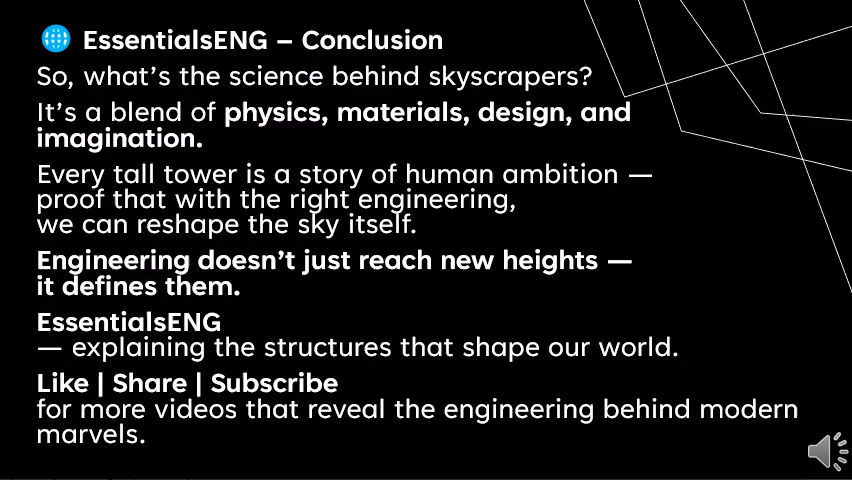 🌐 EssentialsENG – Conclusion
So, what's the science behind skyscrapers?
It's a blend of physics, materials, design, and
imagination.
Every tall tower is a story of human ambition —
proof that with the right engineering,
we can reshape the sky itself.
Engineering doesn't just reach new heights —
it defines them.
EssentialsENG
— explaining the structures that shape our world.
Like | Share | Subscribe
for more videos that reveal the engineering behind modern
marvels.